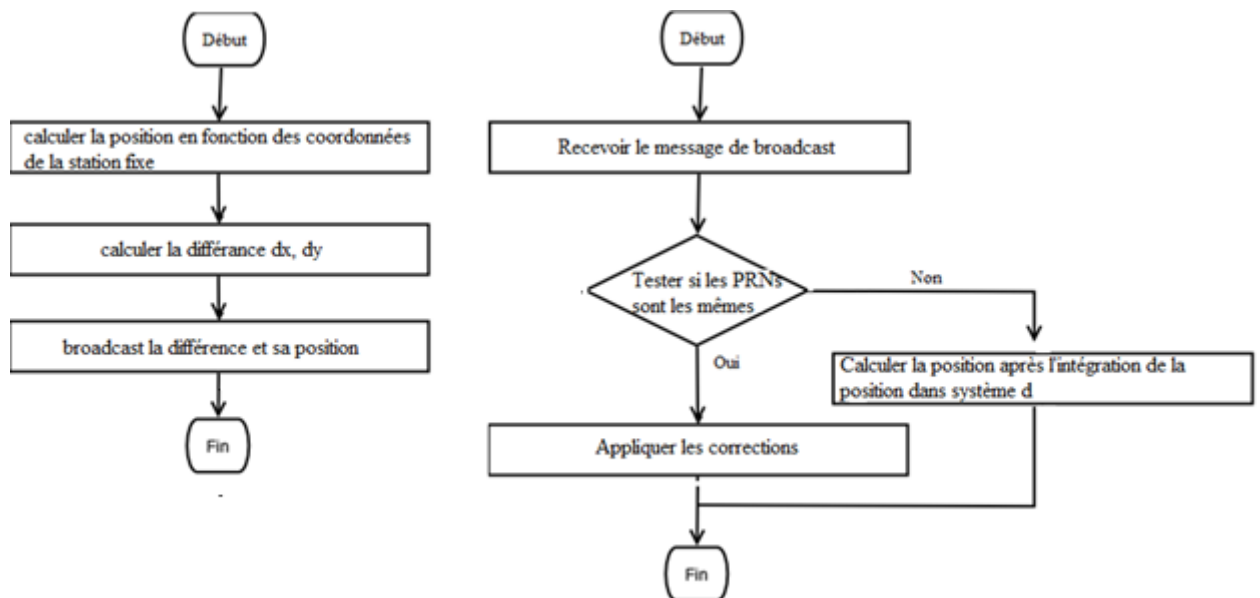 Début
calculer la position en fonction des coordonnées
de la station fixe
calculer la différance dx, dy
broadcast la différence et sa position
Fin
Début
Recevoir le message de broadcast
Tester si les PRNs
sont les mêmes
Non
Oui
Calculer la position après l'intégration de la
position dans système d
Appliquer les corrections
Fin